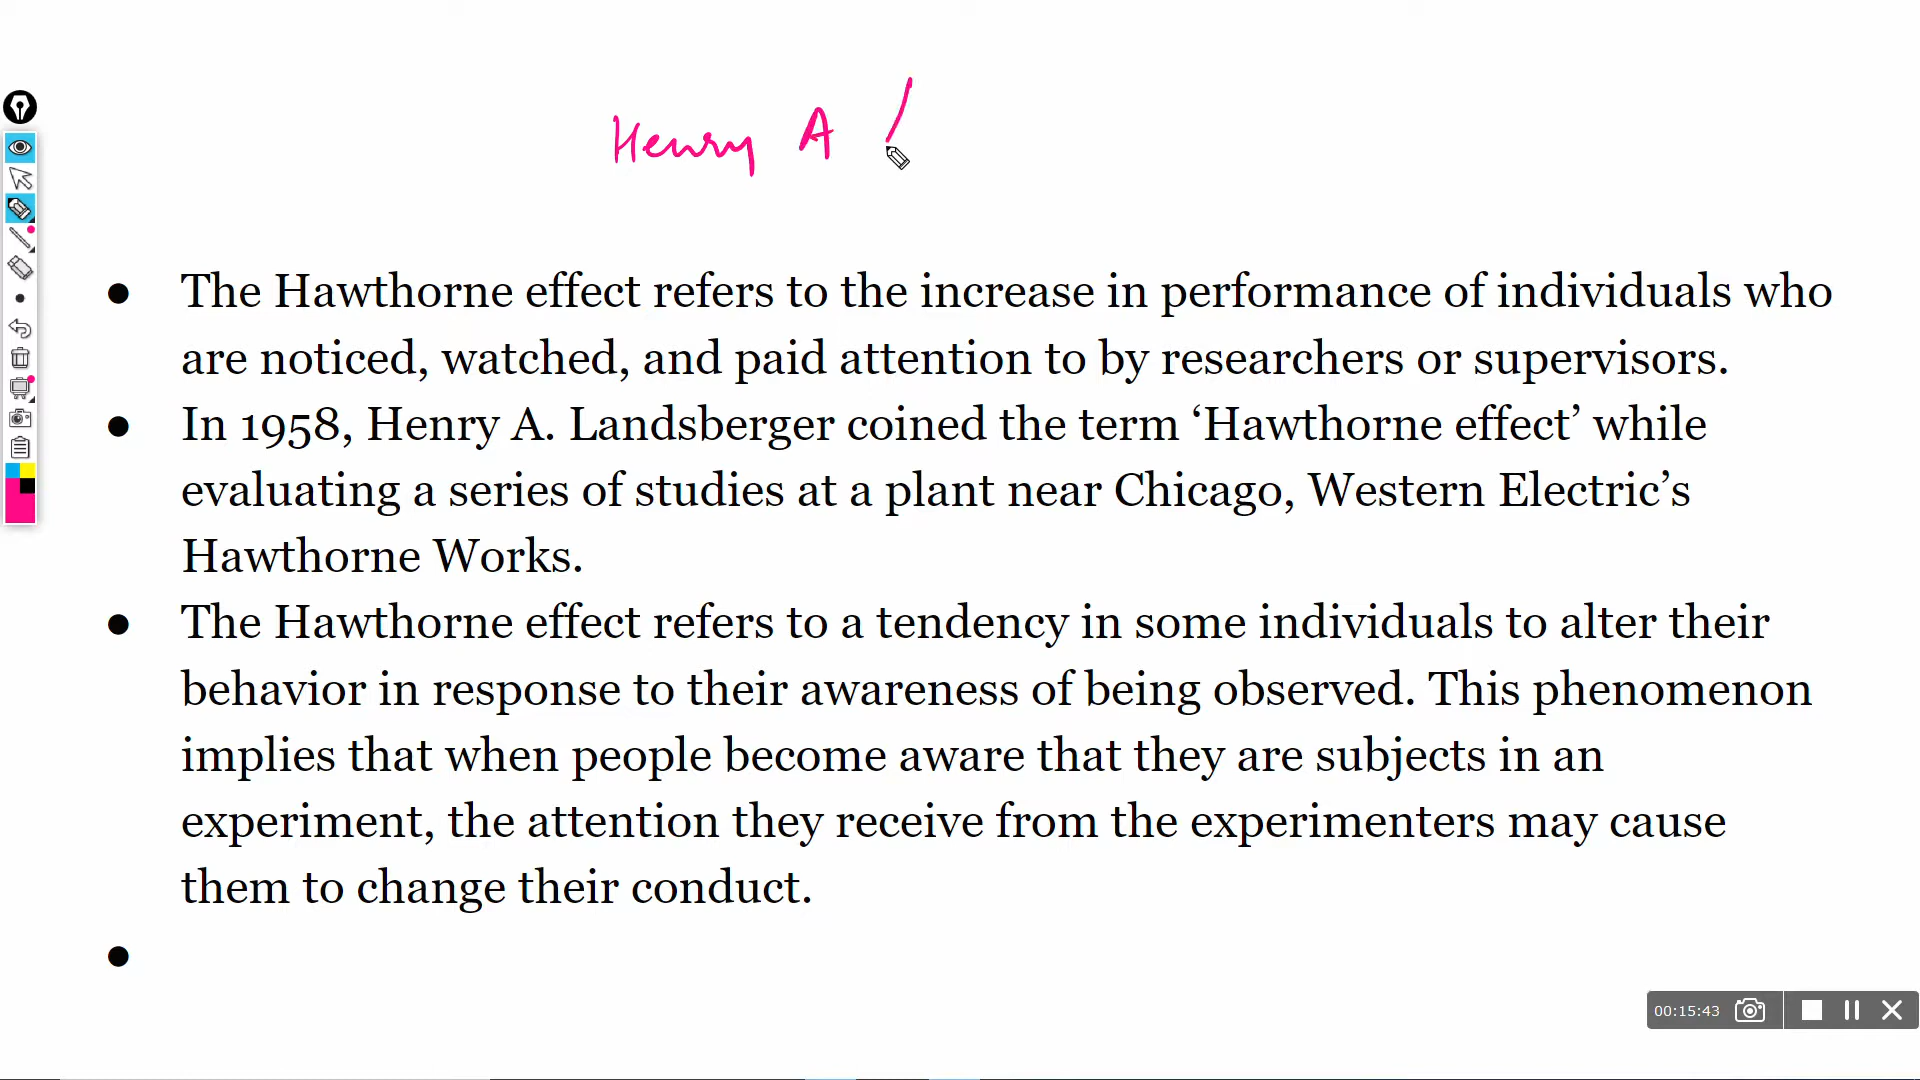 Henry A
● The Hawthorne effect refers to the increase in performance of individuals who
are noticed, watched, and paid attention to by researchers or supervisors.
● In 1958, Henry A. Landsberger coined the term ‘Hawthorne effect’ while
evaluating a series of studies at a plant near Chicago, Western Electric’s
Hawthorne Works.
● The Hawthorne effect refers to a tendency in some individuals to alter their
behavior in response to their awareness of being observed. This phenomenon
implies that when people become aware that they are subjects in an
experiment, the attention they receive from the experimenters may cause
them to change their conduct.
●
00:15:43